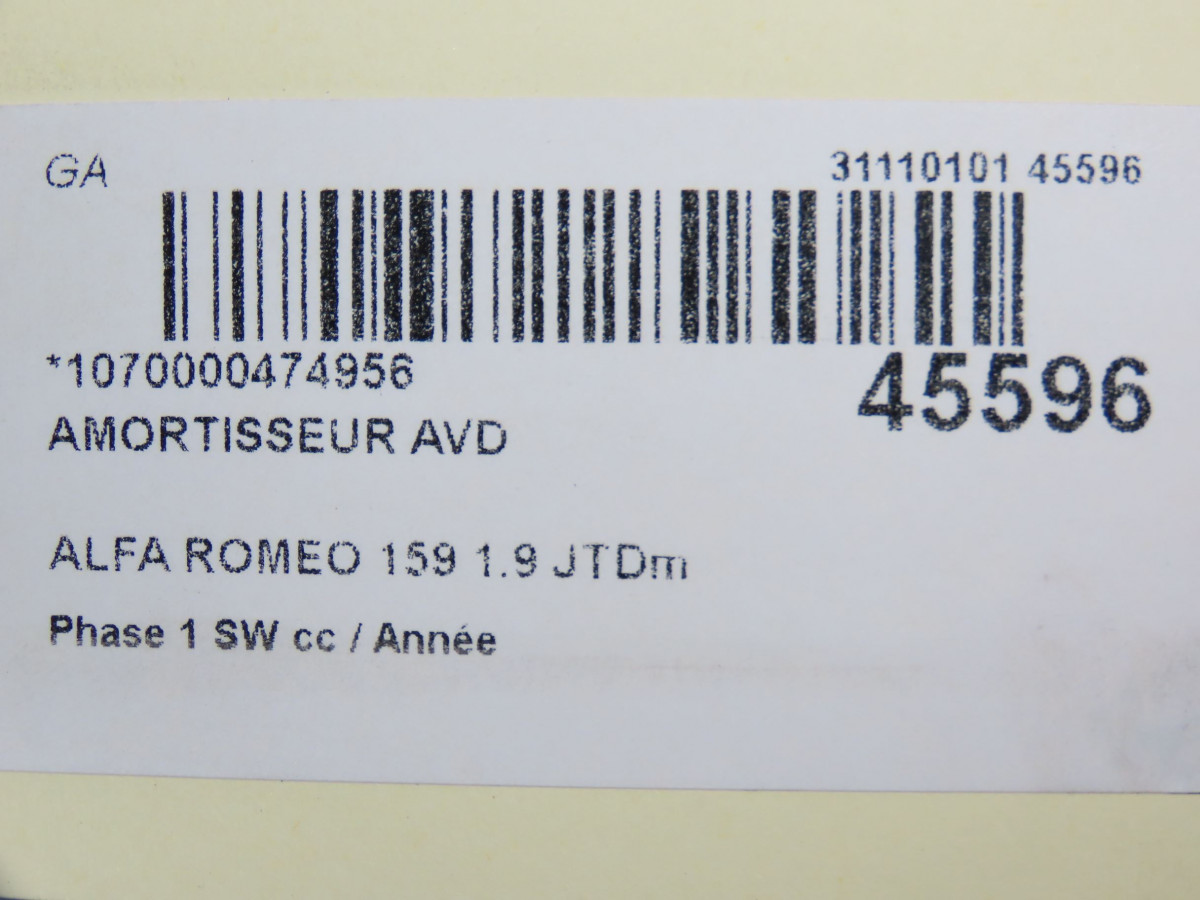 GA
31110101 45596
*1070000474956
45596
AMORTISSEUR AVD
ALFA ROMEO 159 1.9 JTDm
Phase 1 SW cc / Année